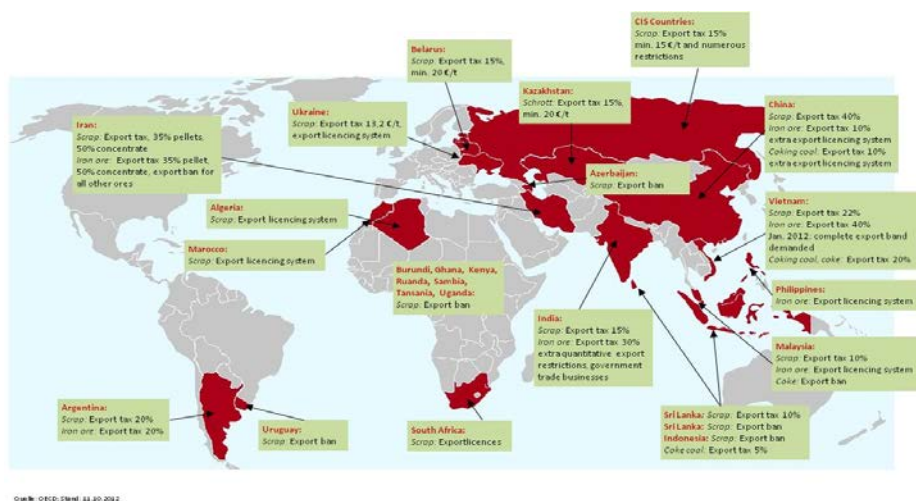 CIS Countries:
Scrap: Export tax 15%
min. 15 €/t and numerous
restrictions
Belarus:
Scrap: Export tax 15%,
min. 20 €/t
Kazakhstan:
Schrott: Export tax 15%,
min. 20 €/t
Ukraine:
Scrap: Export tax 13,2 €/t,
export licencing system
China:
Scrap: Export tax 40%
Iron ore: Export tax 10%
extra export licencing system
Coking cool: Export tax 10%
extra export licencing system
Iran:
Scrap: Export tax, 35% pellets,
50% concentrate
Iron ore: Export tax 35% pellet,
50% concentrate, export ban for
all other ores
Azerbaijan:
Scrap: Export ban
Algeria:
Scrap: Export licencing system
Vietnam:
Scrap: Export tax 22%
Iron ore: Export tax 40%
Jan. 2012: complete export band
demanded
Coking cool, coke: Export tax 20%
Marocco:
Scrap: Export licencing system
Burundi, Ghana, Kenya,
Ruanda, Sambia,
Tansania, Uganda:
Scrap: Export ban
Philippines:
Iron ore: Export licencing system
India:
Scrap: Export tax 15%
Iron ore: Export tax 30%
extra quantitative export
restrictions, government
trade businesses
Malaysia:
Scrap: Export tax 10%
Iron ore: Export licencing system
Coke: Export ban
Argentina:
Scrap: Export tax 20%
Iron ore: Export tax 20%
Uruguay:
Scrap: Export ban
South Africa:
Scrap: Exportlicences
Sri Lanka: Scrap: Export tax 10%
Sri Lanka: Scrap: Export ban
Indonesia: Scrap: Export ban
Coke cool: Export tax 5%
Quelle: OECD; Stand: 11.10.2012